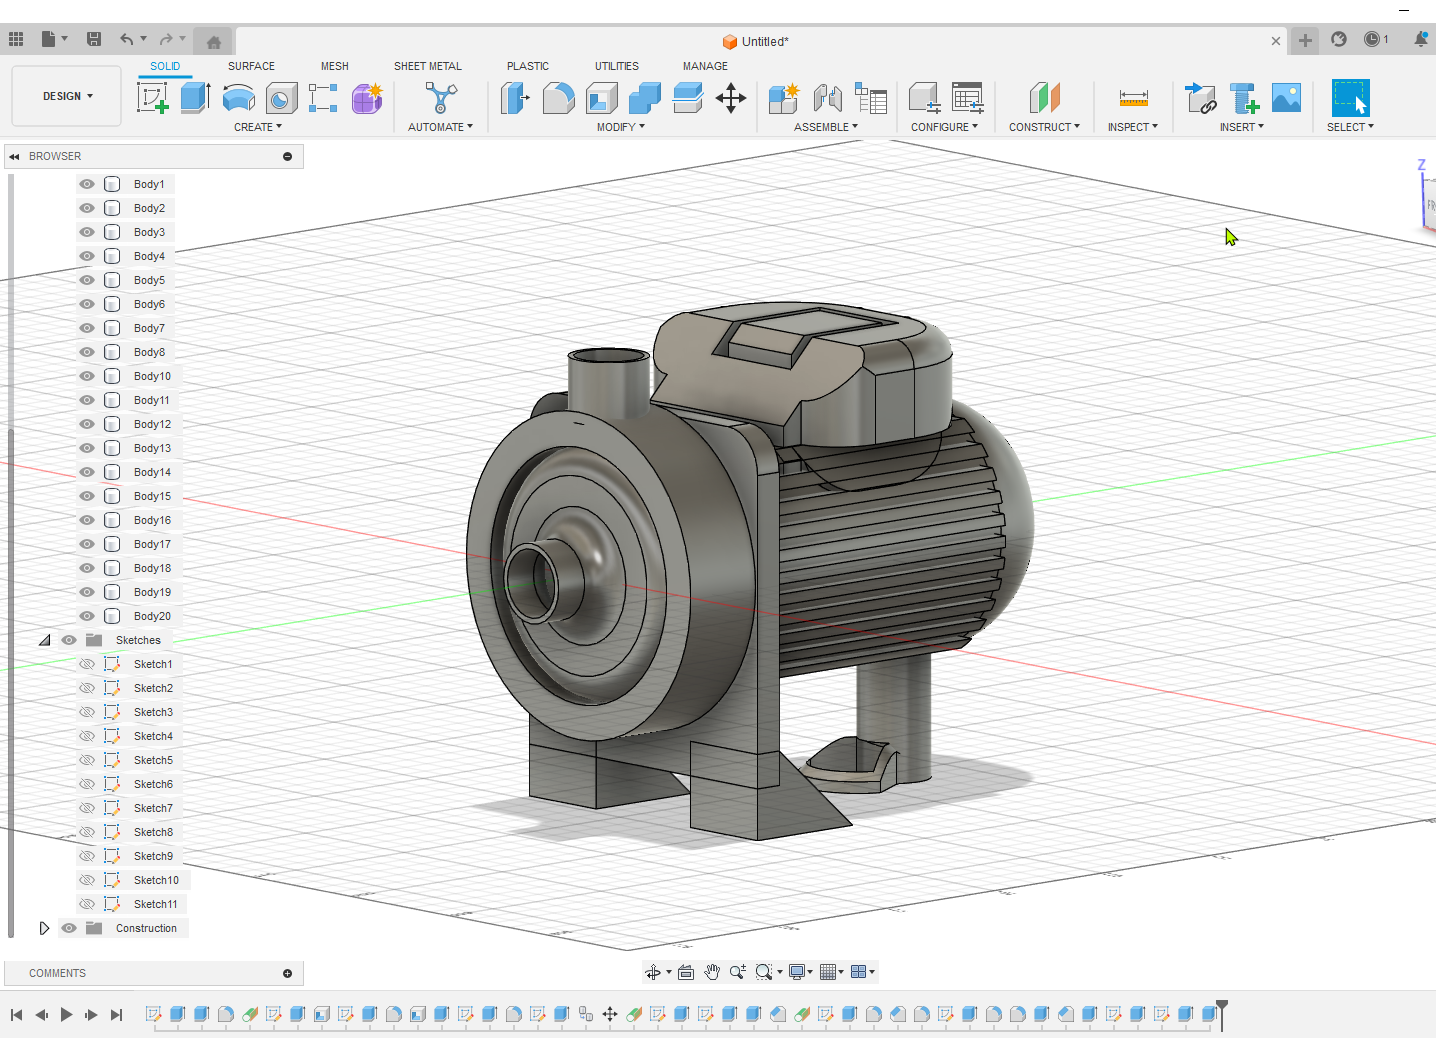 Untitled*
1
SOLID
SURFACE
MESH
SHEET METAL
PLASTIC
UTILITIES
MANAGE
DESIGN
CREATE
AUTOMATE
MODIFY
ASSEMBLE
CONFIGURE
CONSTRUCT
INSPECT
INSERT
SELECT
BROWSER
Z
Body1
Body2
Body3
Body4
Body5
Body6
Body7
Body8
Body10
Body11
Body12
Body13
Body14
Body15
Body16
Body17
Body18
Body19
Body20
Sketches
Sketch1
Sketch2
Sketch3
Sketch4
Sketch5
Sketch6
Sketch7
Sketch8
Sketch9
Sketch10
Sketch11
Construction
COMMENTS